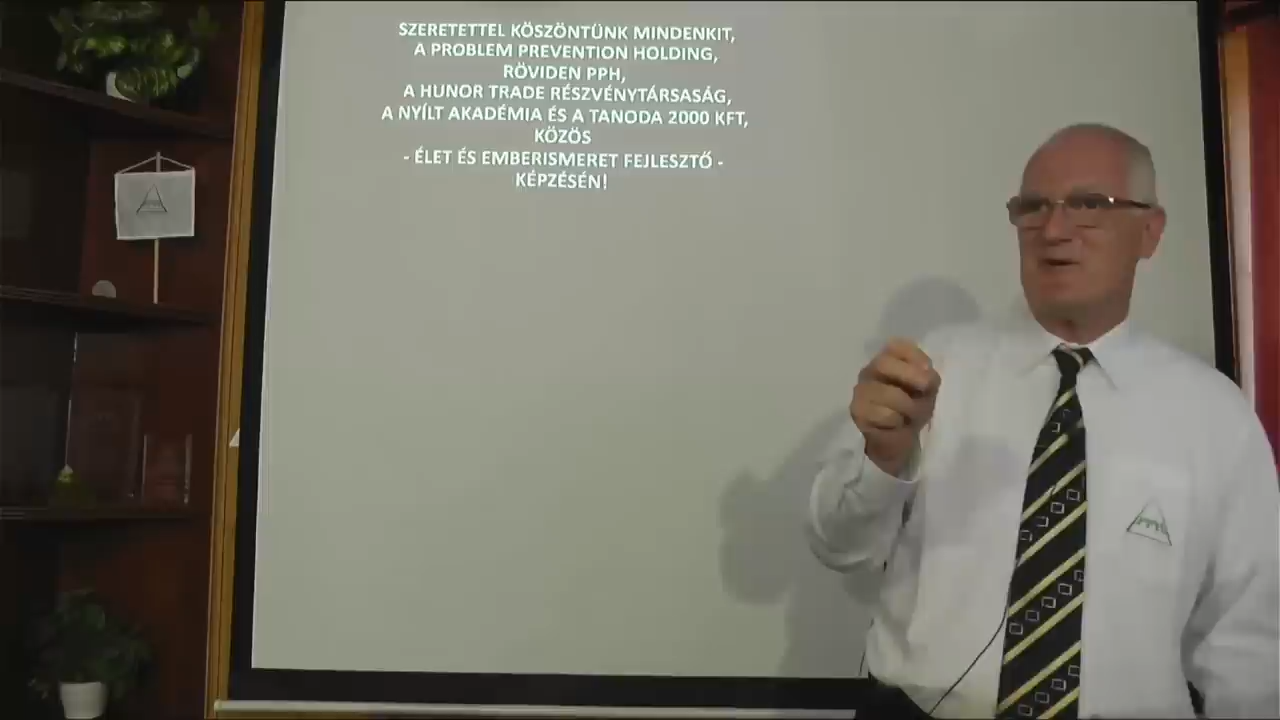 SZERETETTEL KÖSZÖNTÜNK MINDENKIT,
A PROBLEM PREVENTION HOLDING,
RÖVIDEN PPH,
A HUNOR TRADE RÉSZVÉNYTÁRSASÁG,
A NYÍLT AKADÉMIA ÉS A TANODA 2000 KFT,
KÖZÖS
- ÉLET ÉS EMBERISMERET FEJLESZTŐ -
KÉPZÉSÉN!